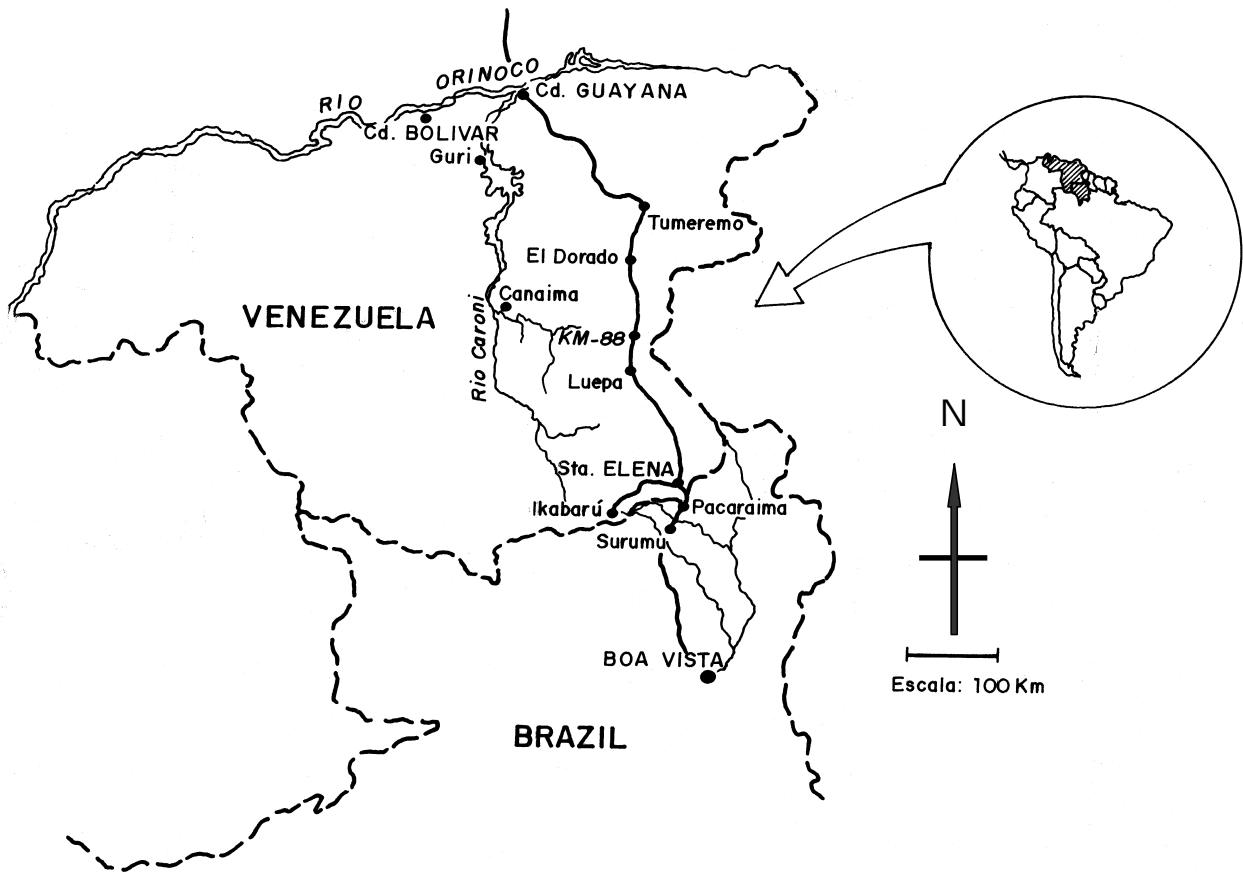 RIO ORINOCO
Cd. GUAYANA
Cd. BOLIVAR
Guri
Tumeremo
El Dorado
Canaima
VENEZUELA
Rio Caroni
KM-88
Luepa
N
Sta. ELENA
Ikabarú
Pacaraima
Surumú
BOA VISTA
Escala: 100 Km
BRAZIL